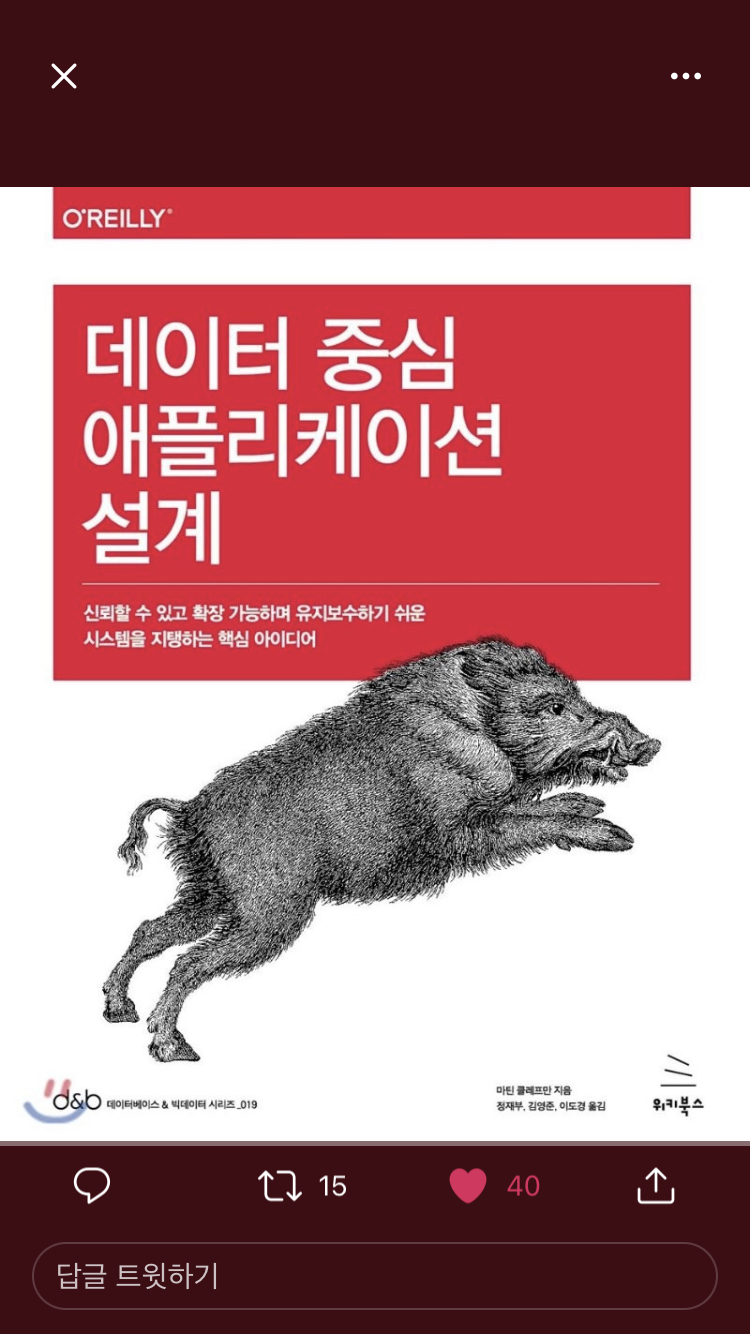 O'REILLY®
데이터 중심
애플리케이션
설계
신뢰할 수 있고 확장 가능하며 유지보수하기 쉬운
시스템을 지탱하는 핵심 아이디어
d&b 데이터베이스 & 빅데이터 시리즈_019
마틴 클레프만 지음
정재부, 김영준, 이도경 옮김
위키북스
15
40
답글 트윗하기